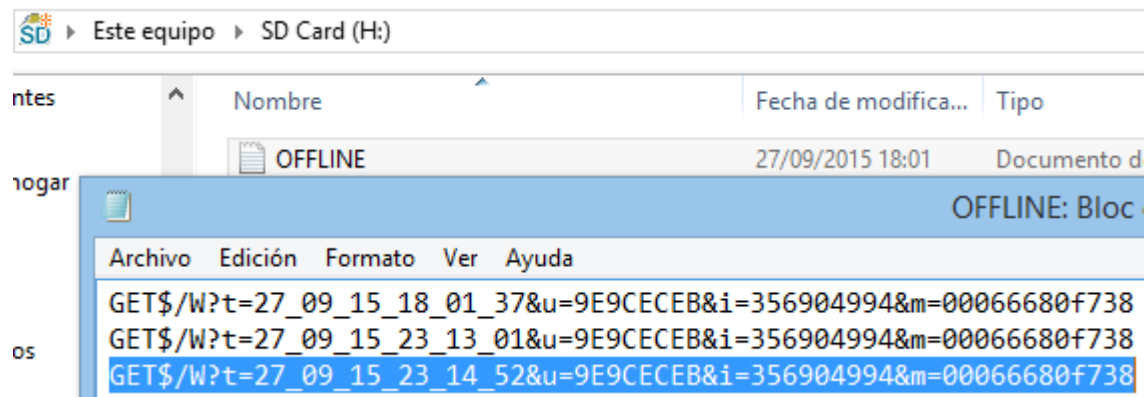 SD Este equipo SD Card (H:)
ntes Nombre Fecha de modifica... Tipo
OFFLINE 27/09/2015 18:01 Documento d
hogar
OFFLINE: Bloc
Archivo Edición Formato Ver Ayuda
GET$/W?t=27_09_15_18_01_37&u=9E9CECEB&i=356904994&m=00066680f738
GET$/W?t=27_09_15_23_13_01&u=9E9CECEB&i=356904994&m=00066680f738
os
GET$/W?t=27_09_15_23_14_52&u=9E9CECEB&i=356904994&m=00066680f738